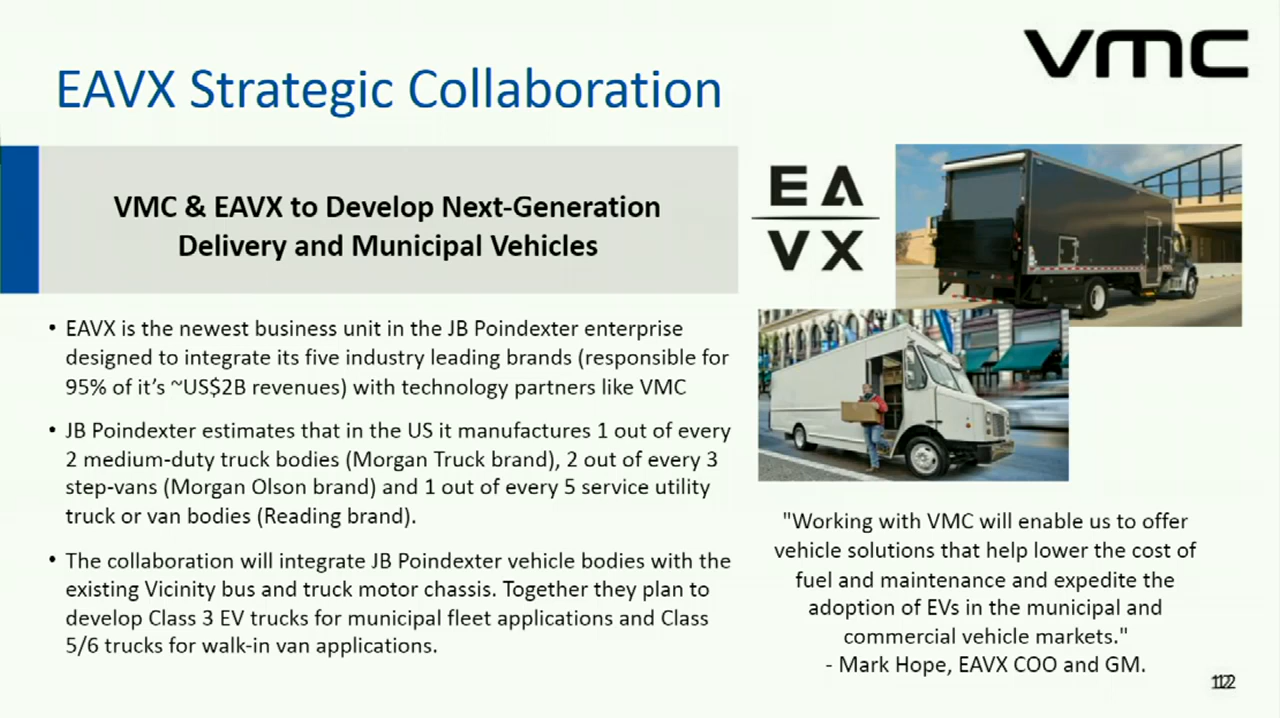 VMC
EAVX Strategic Collaboration
VMC & EAVX to Develop Next-Generation
Delivery and Municipal Vehicles
E A
V X
• EAVX is the newest business unit in the JB Poindexter enterprise
designed to integrate its five industry leading brands (responsible for
95% of it’s ~US$2B revenues) with technology partners like VMC
• JB Poindexter estimates that in the US it manufactures 1 out of every
2 medium-duty truck bodies (Morgan Truck brand), 2 out of every 3
step-vans (Morgan Olson brand) and 1 out of every 5 service utility
truck or van bodies (Reading brand).
• The collaboration will integrate JB Poindexter vehicle bodies with the
existing Vicinity bus and truck motor chassis. Together they plan to
develop Class 3 EV trucks for municipal fleet applications and Class
5/6 trucks for walk-in van applications.
"Working with VMC will enable us to offer
vehicle solutions that help lower the cost of
fuel and maintenance and expedite the
adoption of EVs in the municipal and
commercial vehicle markets."
- Mark Hope, EAVX COO and GM.